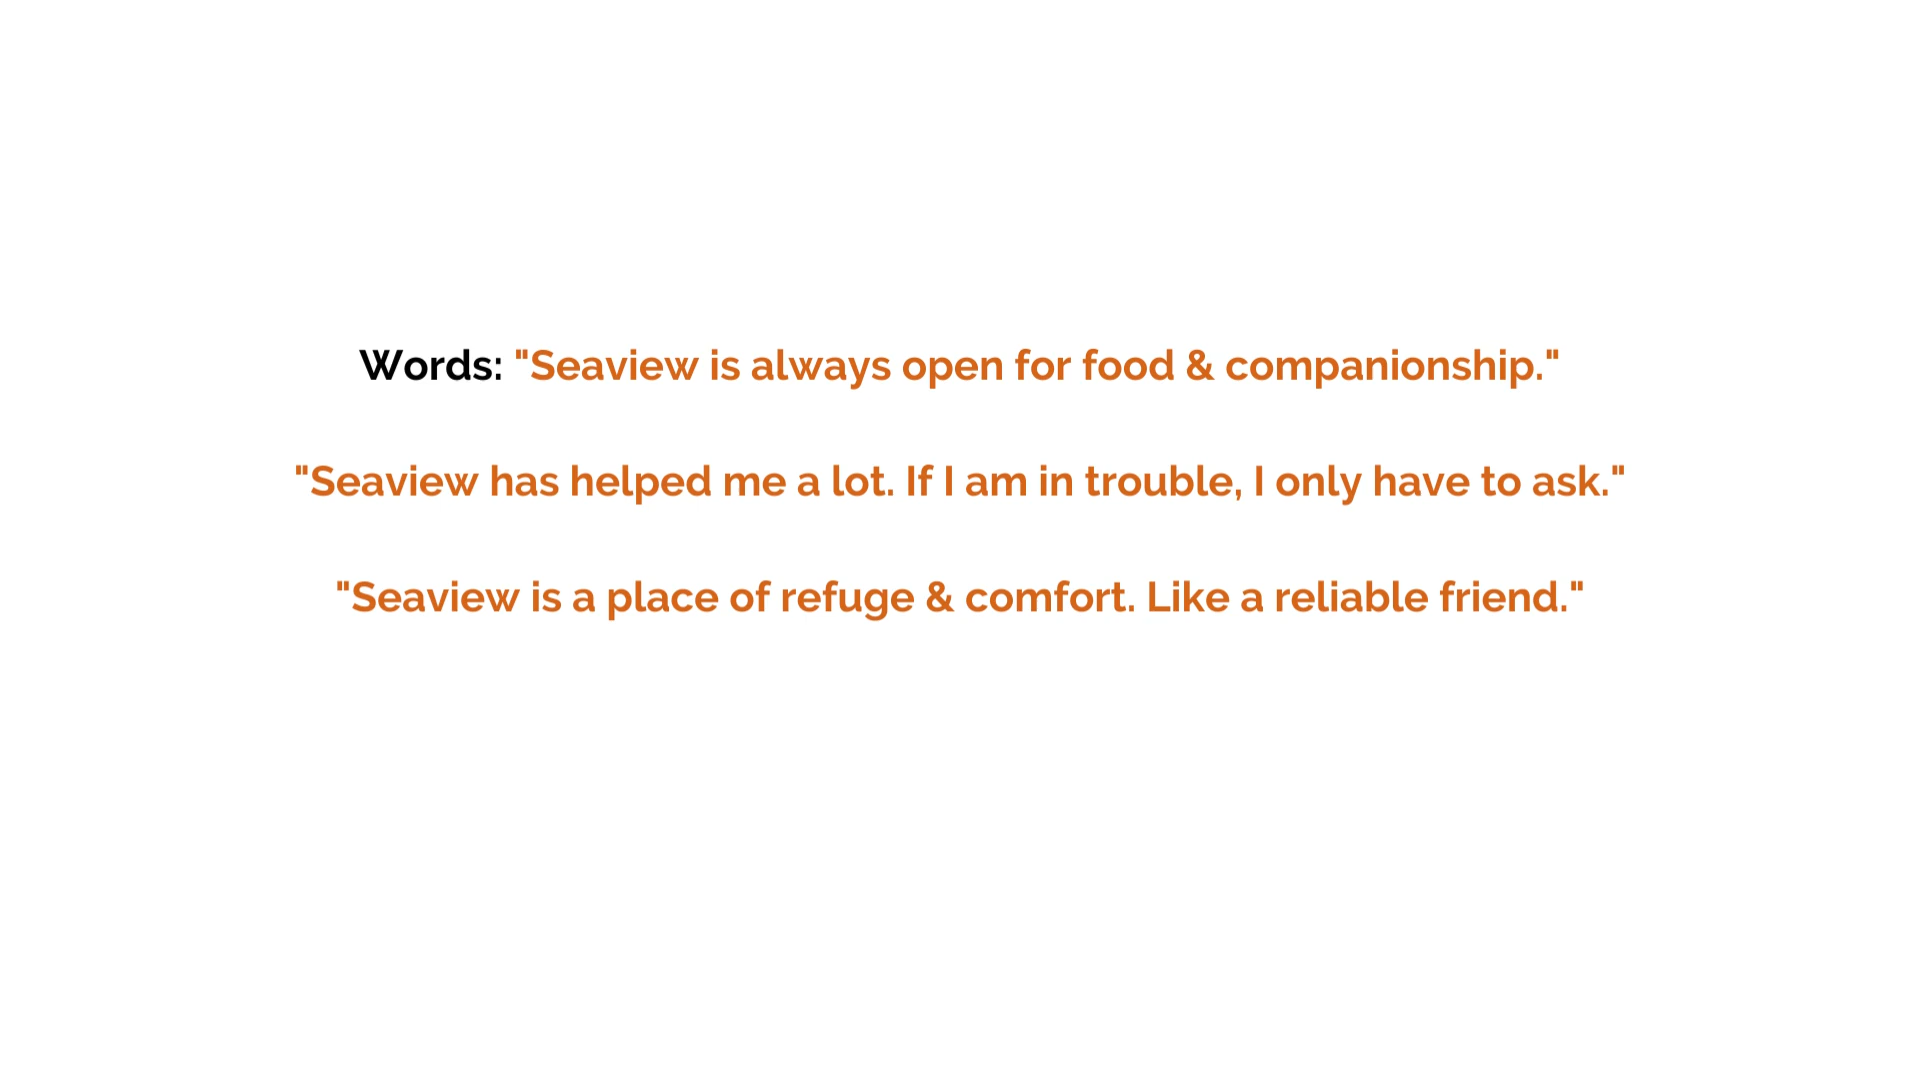 Words: "Seaview is always open for food & companionship."
"Seaview has helped me a lot. If I am in trouble, I only have to ask."
"Seaview is a place of refuge & comfort. Like a reliable friend."